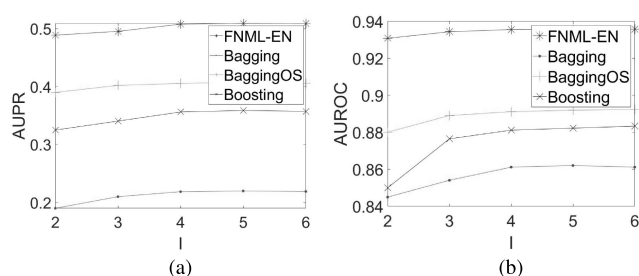 0.5
0.4
0.3
0.2
AUPR
2 3 4 5 6
I
FNML-EN
Bagging
BaggingOS
Boosting
(a)
0.94
0.92
0.9
0.88
0.86
0.84
AUROC
2 3 4 5 6
I
FNML-EN
Bagging
BaggingOS
Boosting
(b)